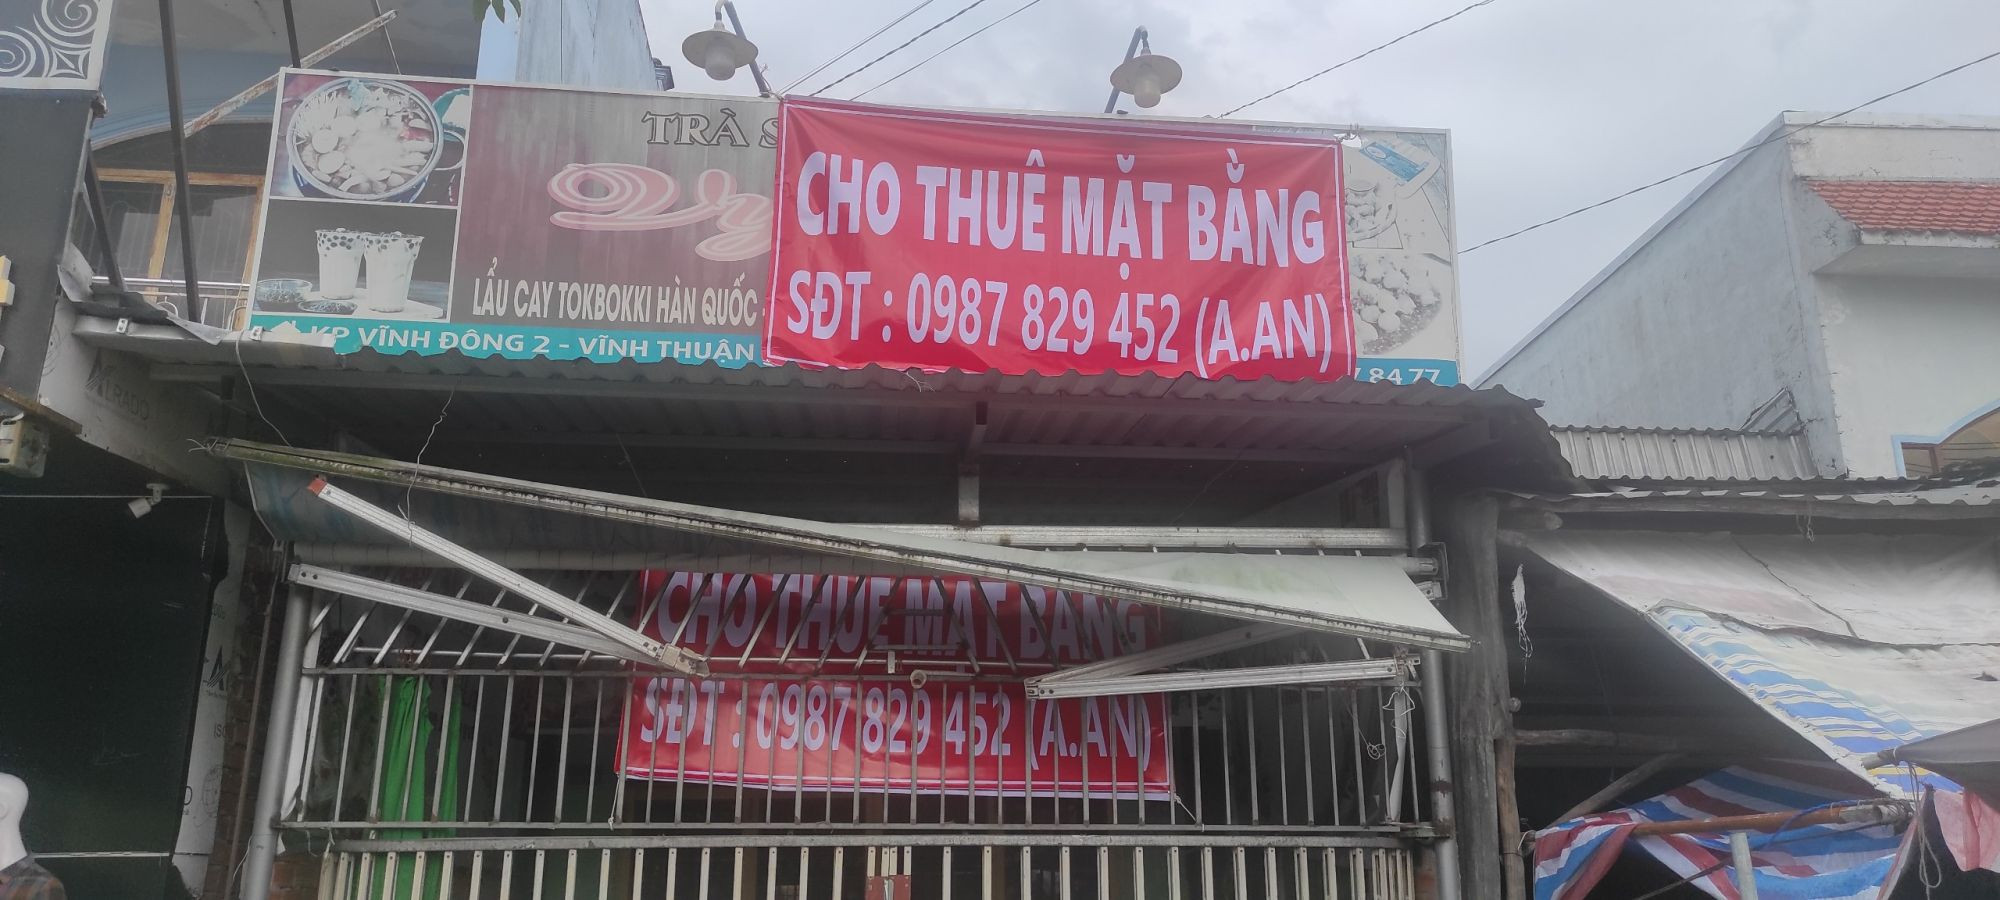 TRÀ
CHO THUÊ MẶT BẰNG
SĐT : 0987 829 452 (A.AN)
LẨU CAY TOKBOKKI HÀN QUỐC
KP VĨNH ĐÔNG 2 - VĨNH THUẬN
8477
CHO THUÊ MẶT BẰNG
SĐT : 0987 829 452 (A.AN)